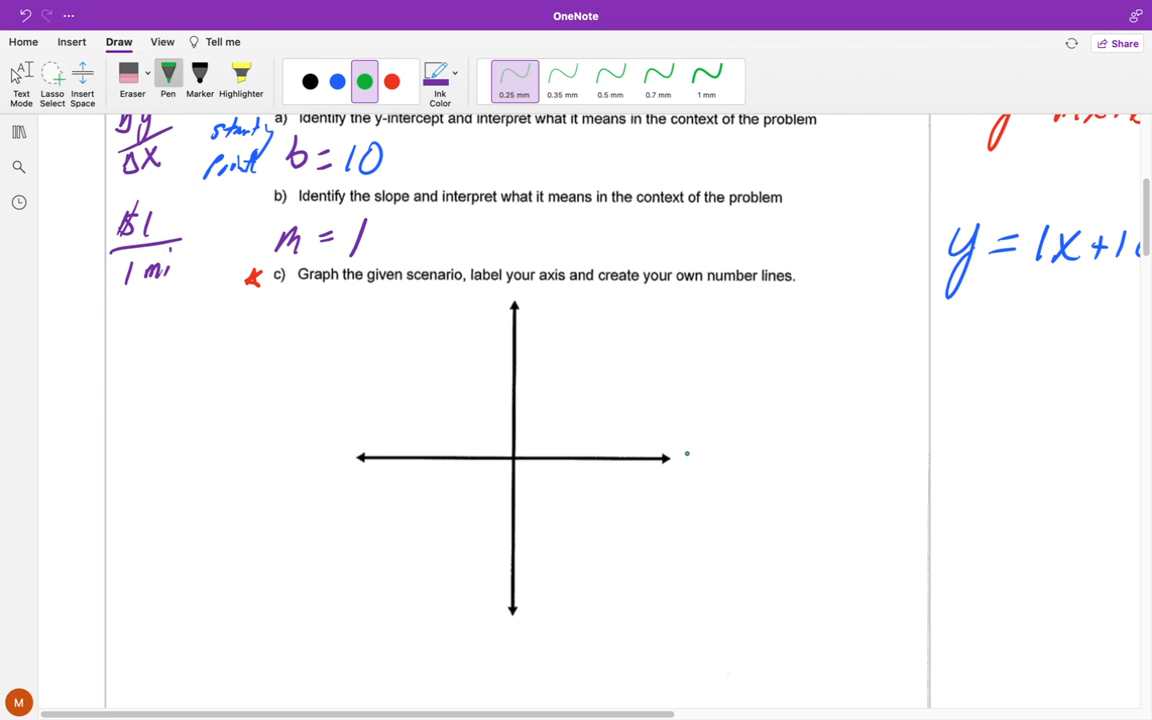 OneNote
Home Insert Draw View Tell me
Share
Text Mode
Lasso Select
Insert Space
Eraser
Pen
Marker
Highlighter
Ink Color
0.25 mm 0.35 mm 0.5 mm 0.7 mm 1 mm
a) Identify the y-intercept and interpret what it means in the context of the problem
Δy
ΔX
point b = 10
b) Identify the slope and interpret what it means in the context of the problem
$1
1 mi
m = 1
c) Graph the given scenario, label your axis and create your own number lines.
y = 1x+1
M